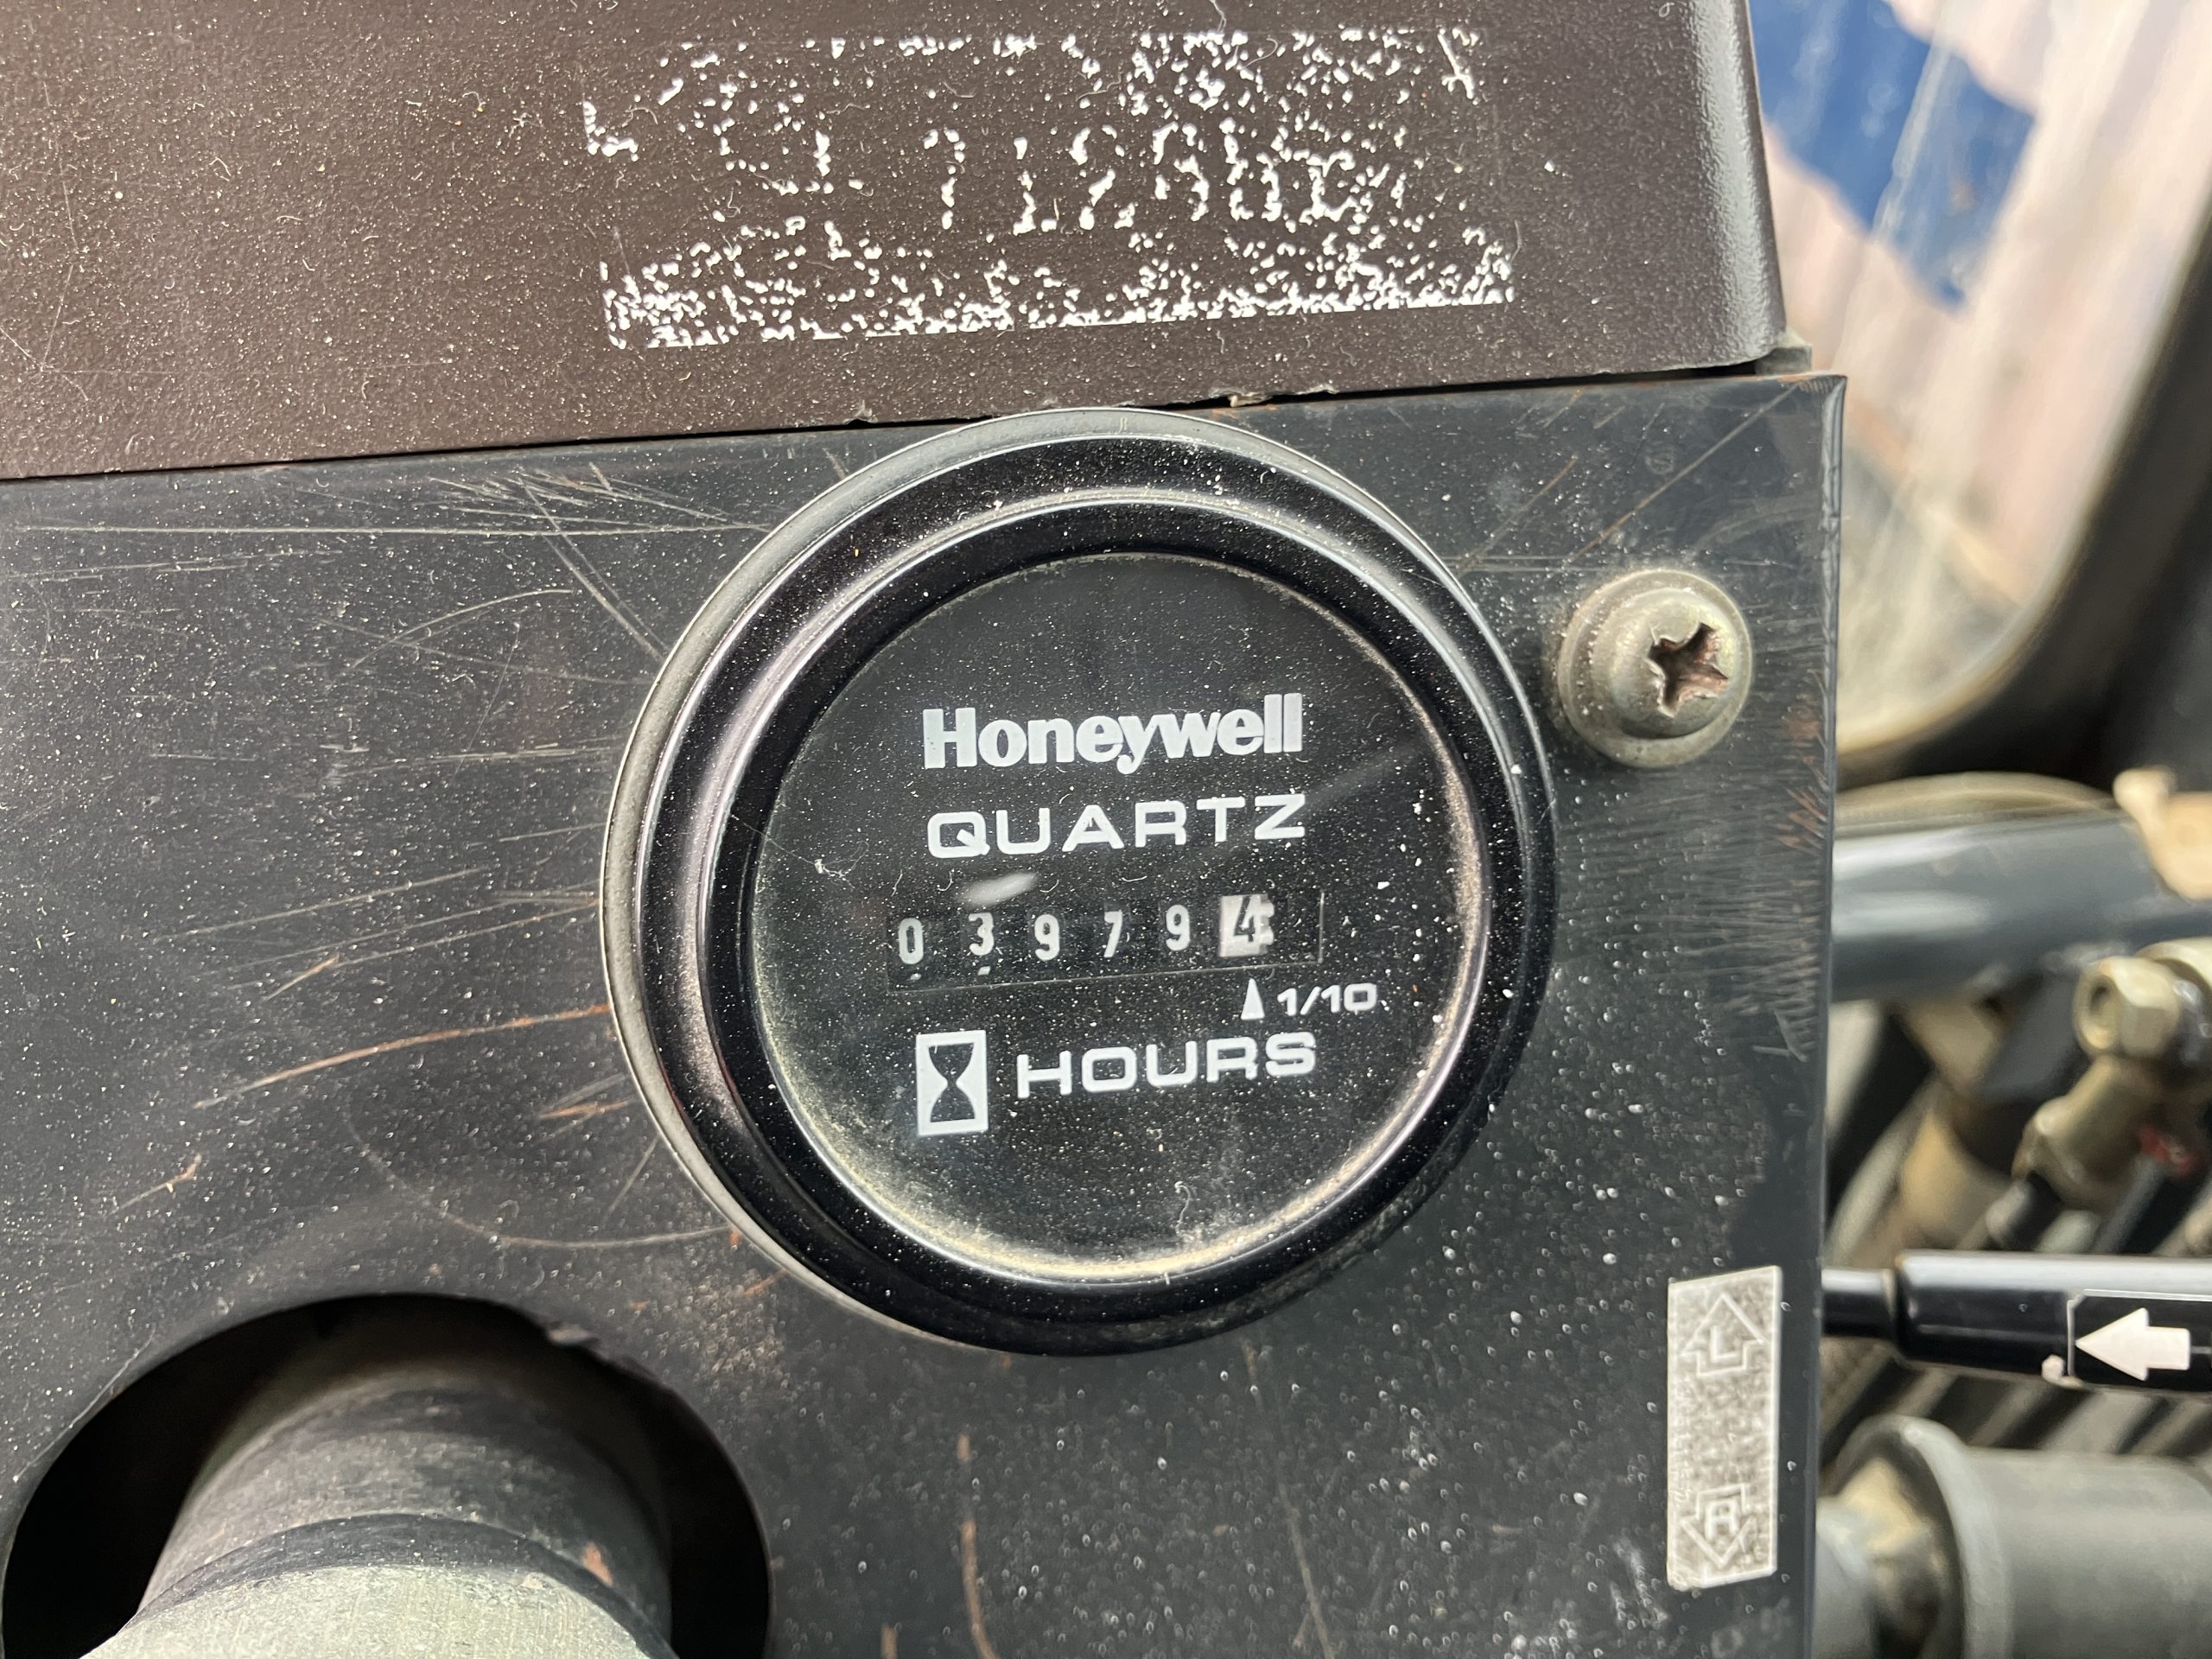 Honeywell
QUARTZ
039794
1/10
HOURS
L
R